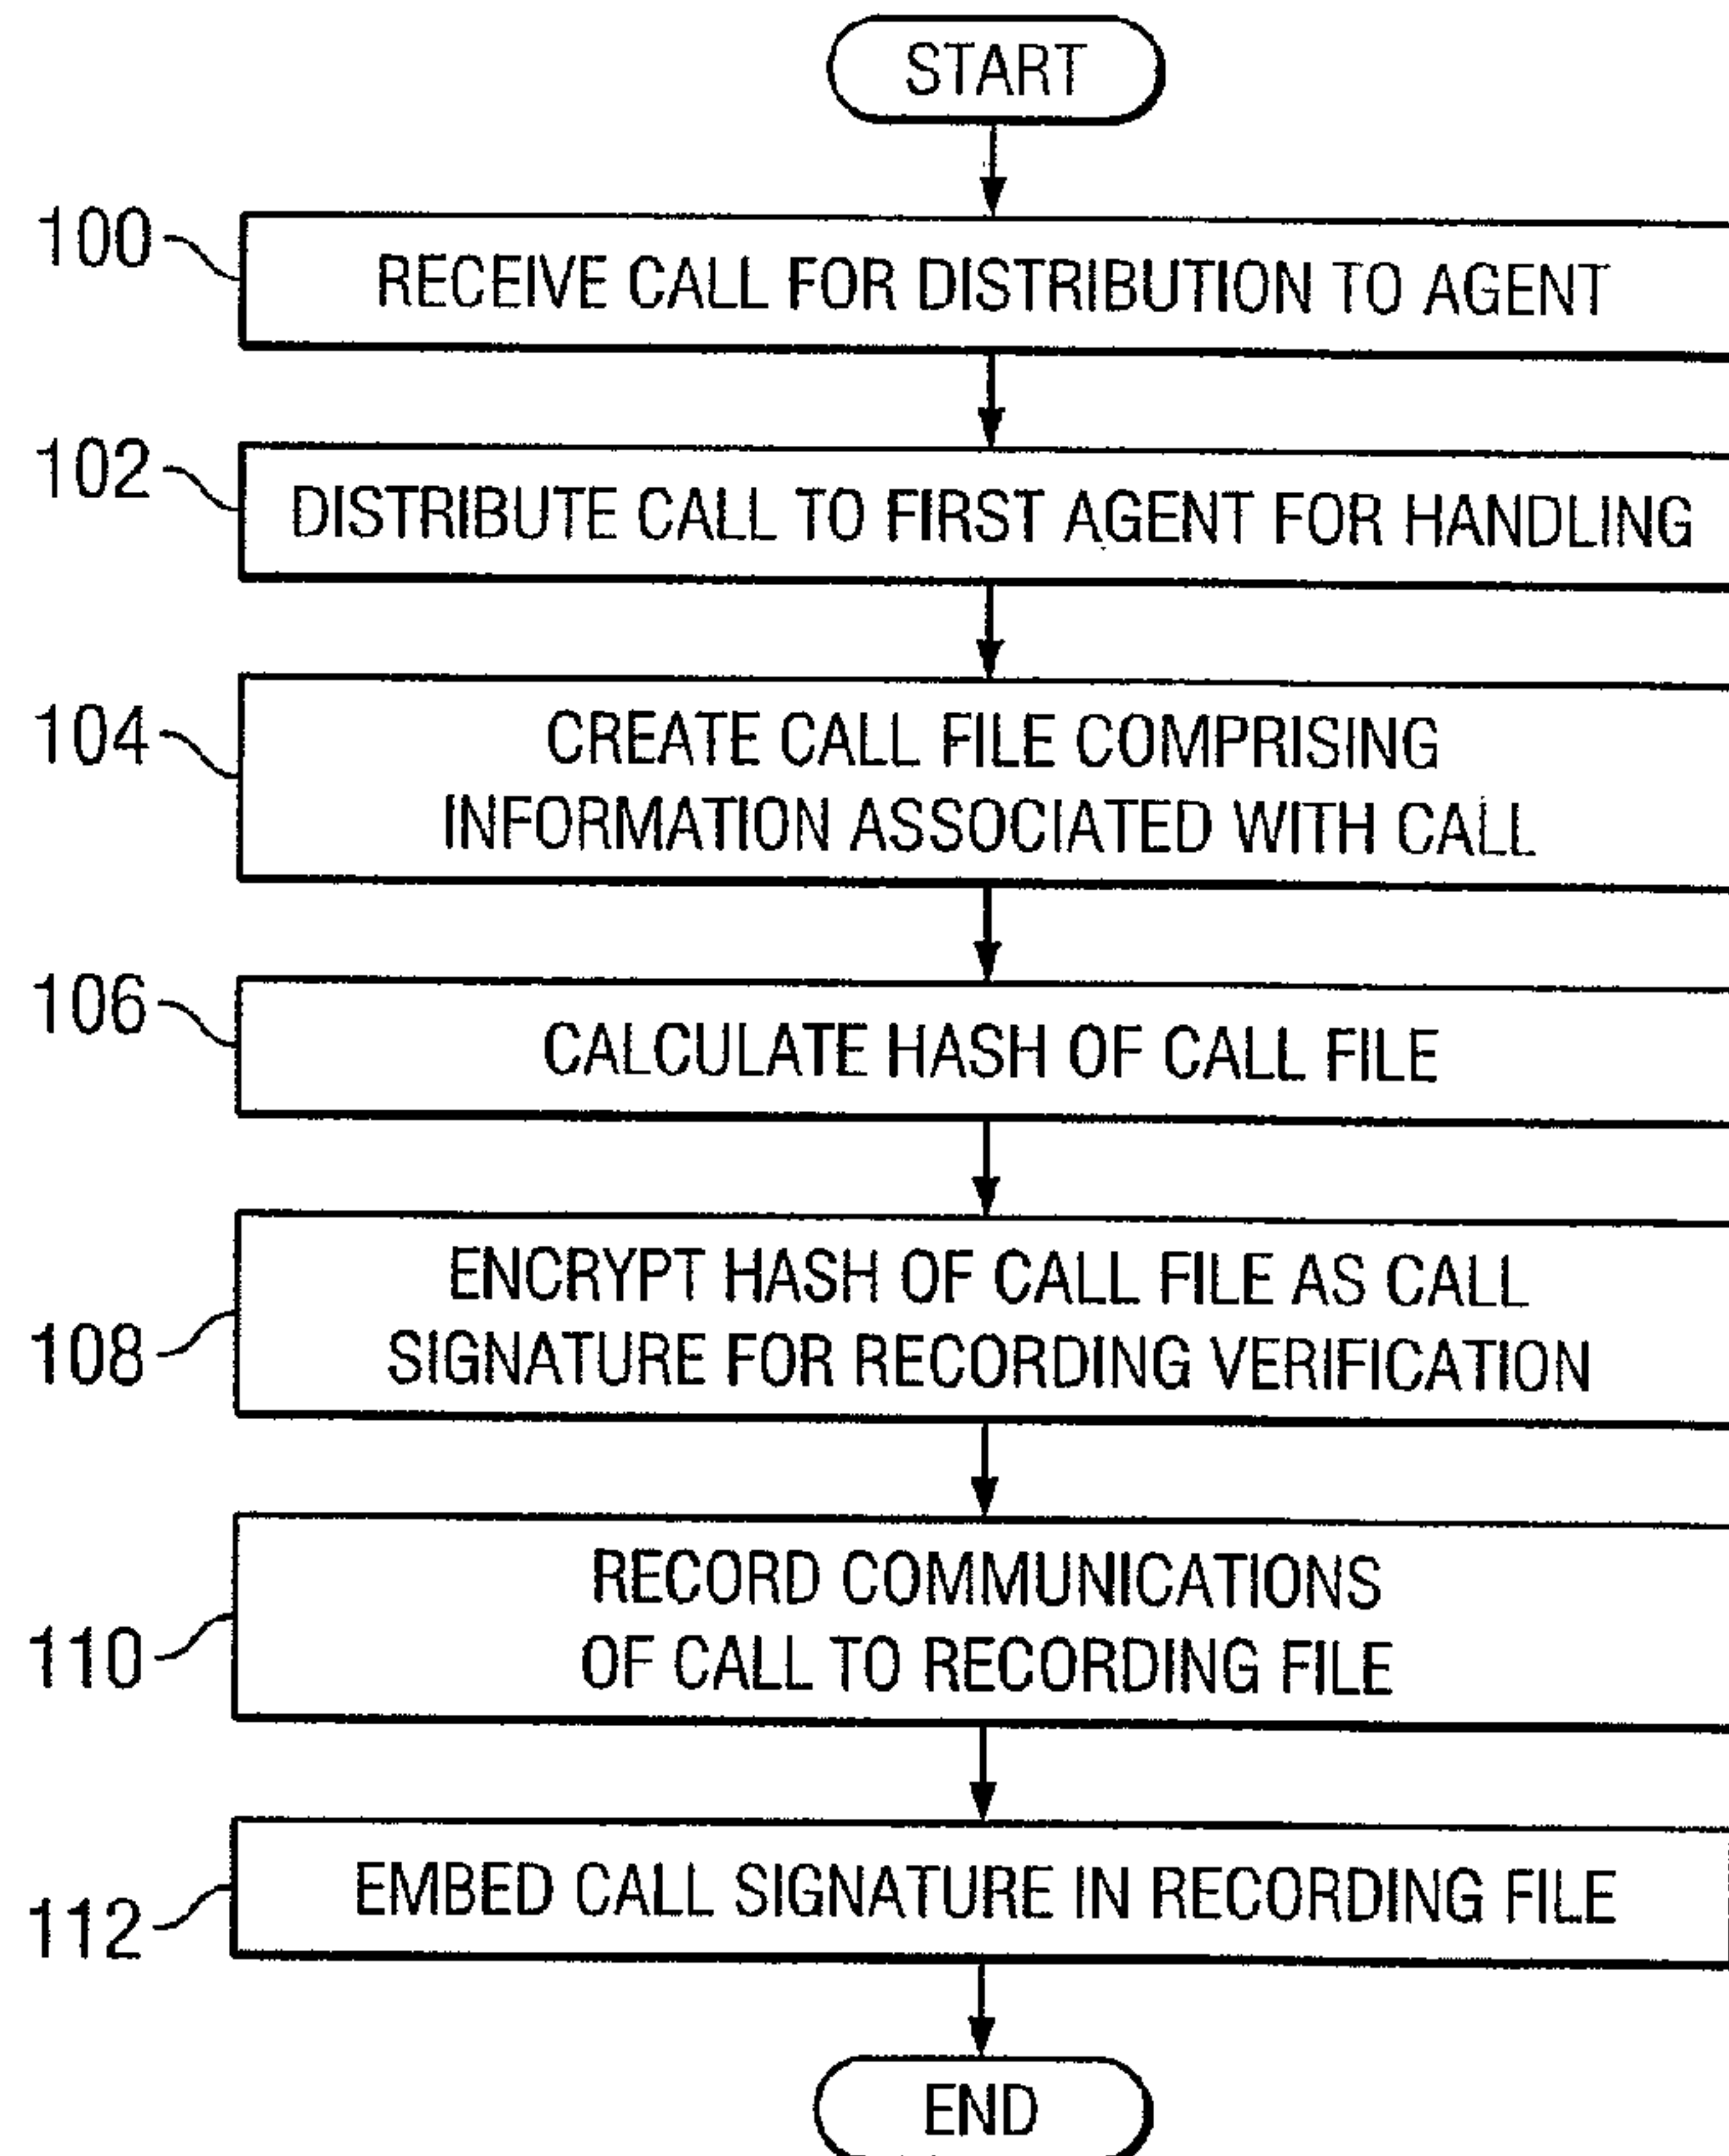 START
100
RECEIVE CALL FOR DISTRIBUTION TO AGENT
102
DISTRIBUTE CALL TO FIRST AGENT FOR HANDLING
104
CREATE CALL FILE COMPRISING
INFORMATION ASSOCIATED WITH CALL
106
CALCULATE HASH OF CALL FILE
108
ENCRYPT HASH OF CALL FILE AS CALL
SIGNATURE FOR RECORDING VERIFICATION
110
RECORD COMMUNICATIONS
OF CALL TO RECORDING FILE
112
EMBED CALL SIGNATURE IN RECORDING FILE
END